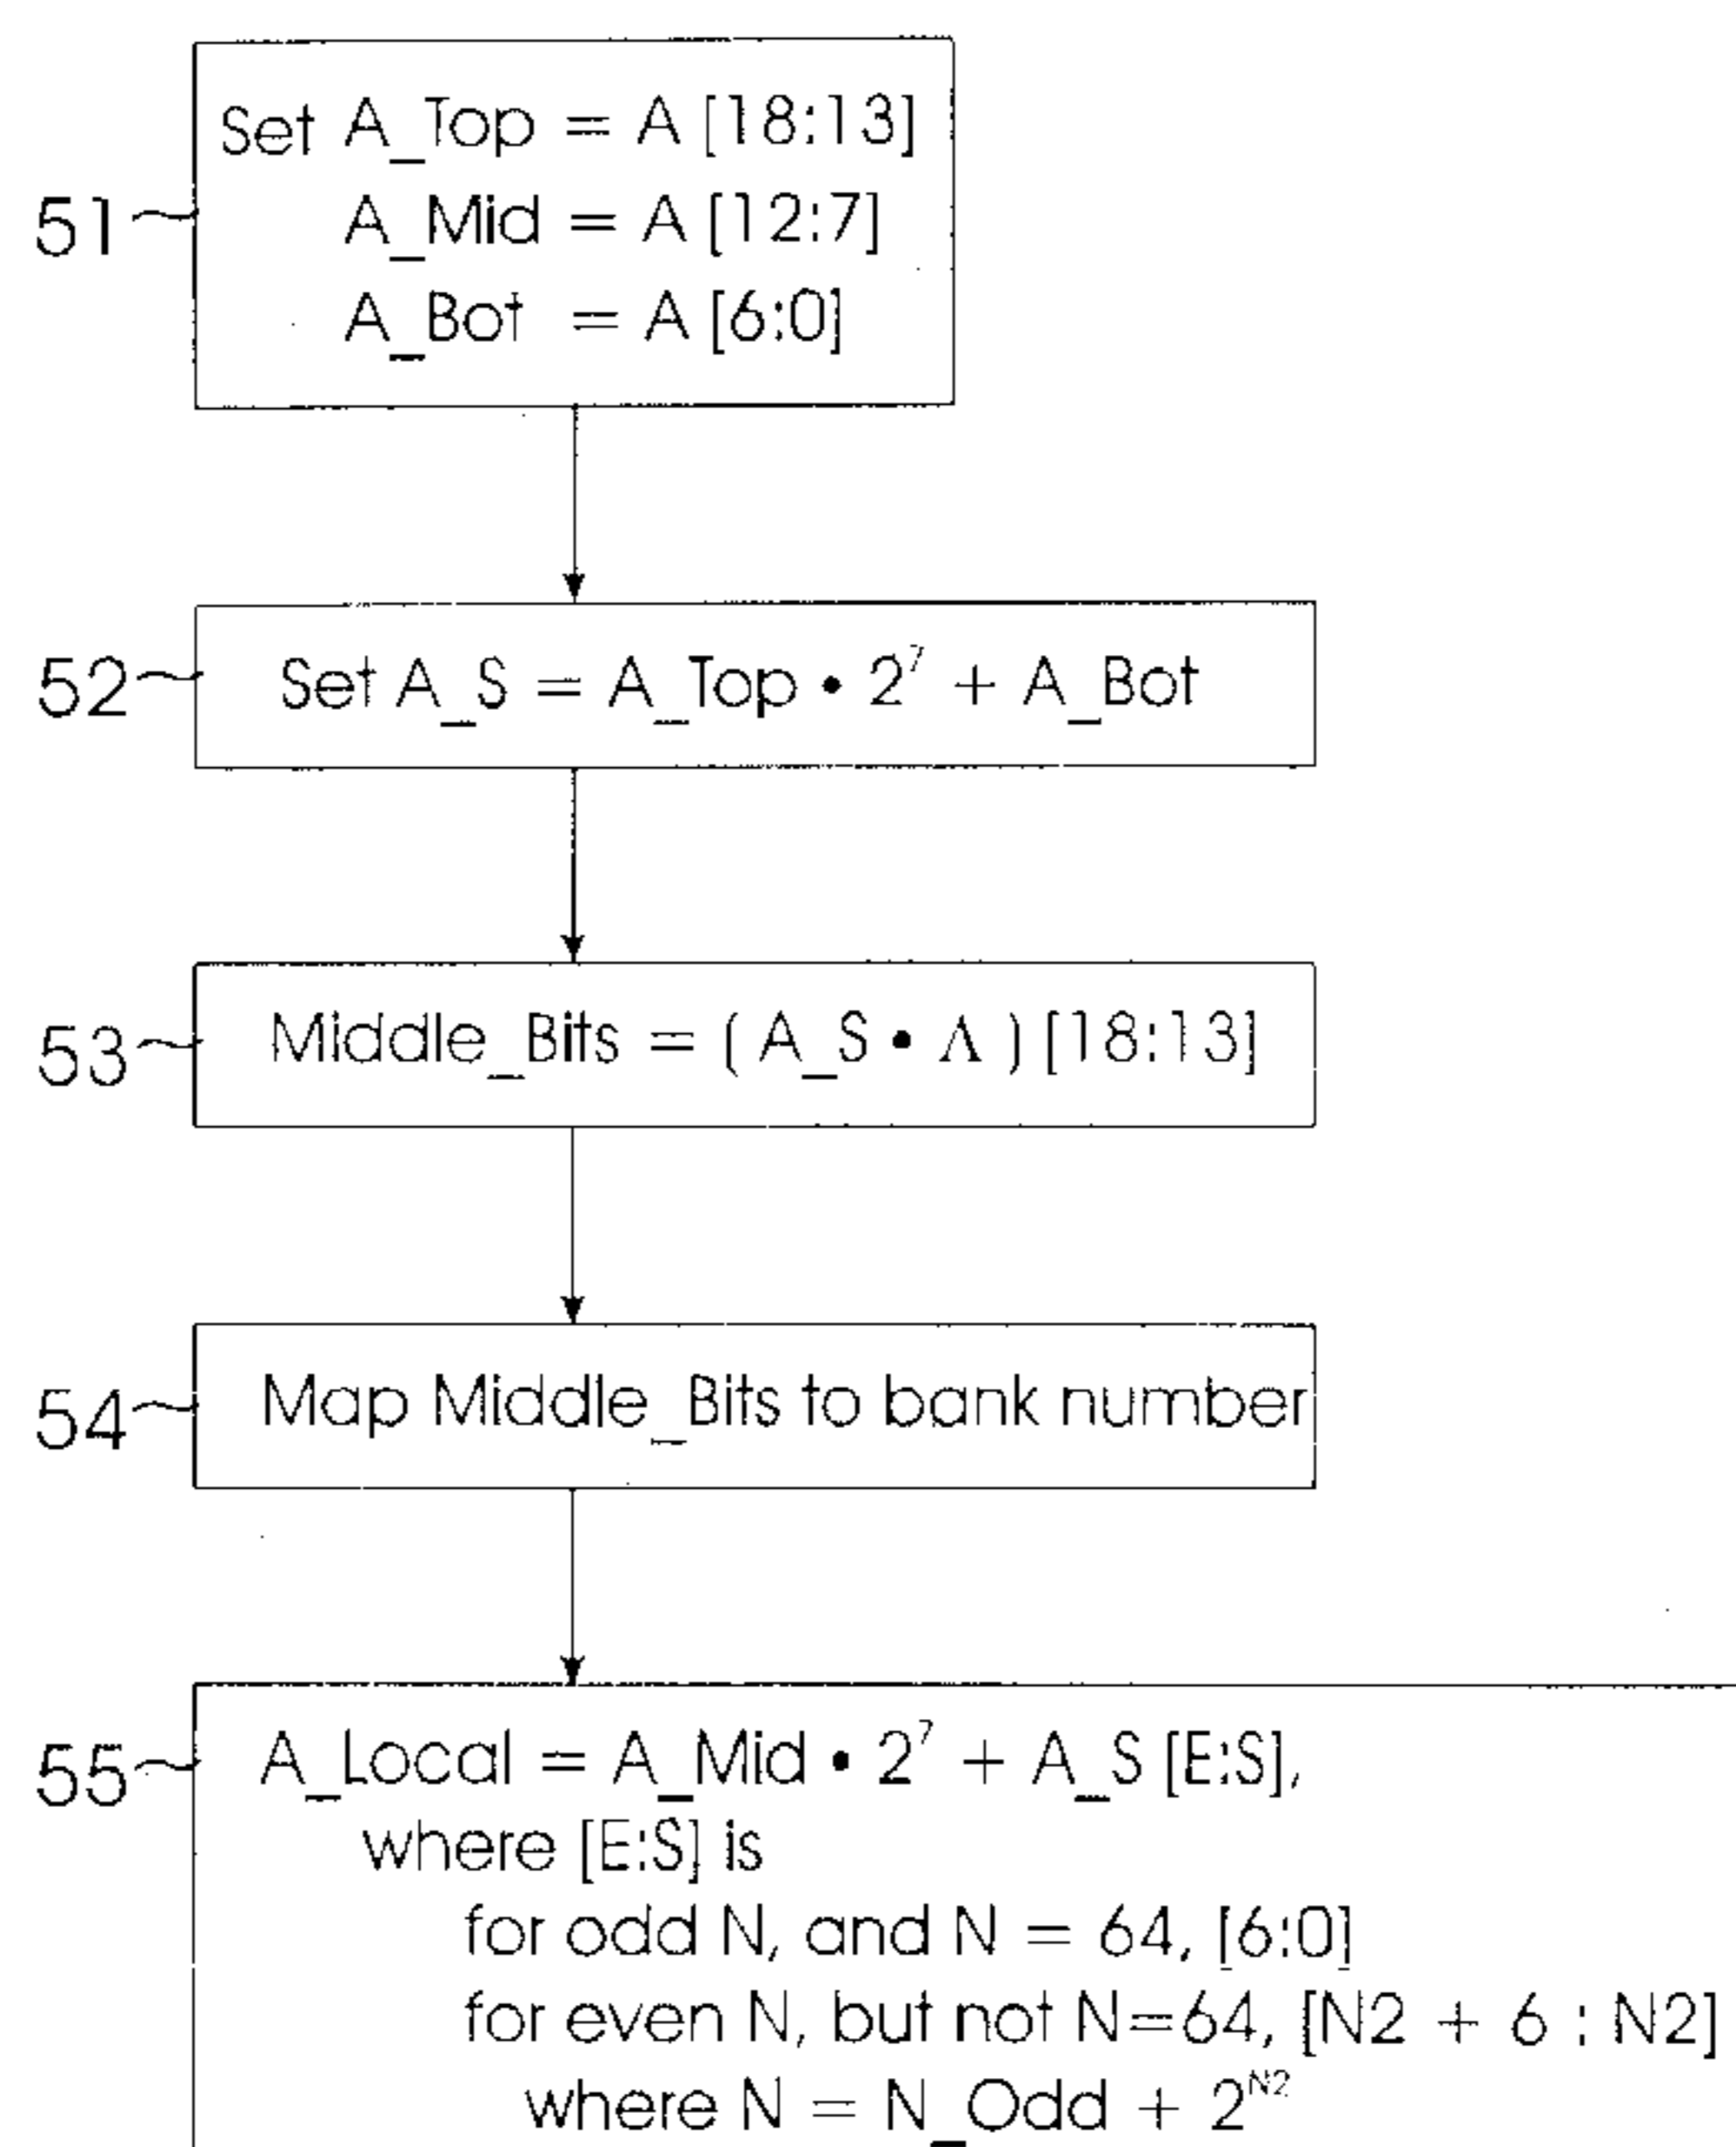 51
Set A_Top = A [18:13]
A_Mid = A [12:7]
A_Bot = A [6:0]
52
Set A_S = A_Top • 2⁷ + A_Bot
53
Middle_Bits = ( A_S • Λ ) [18:13]
54
Map Middle_Bits to bank number
55
A_Local = A_Mid • 2⁷ + A_S [E:S],
where [E:S] is
for odd N, and N = 64, [6:0]
for even N, but not N=64, [N2 + 6 : N2]
where N = N_Odd + 2^N2